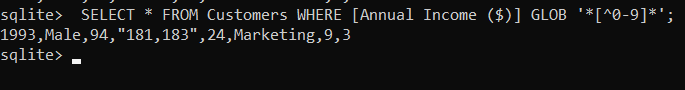 sqlite>  SELECT * FROM Customers WHERE [Annual Income ($)] GLOB '*[^0-9]*';
1993,Male,94,"181,183",24,Marketing,9,3
sqlite>